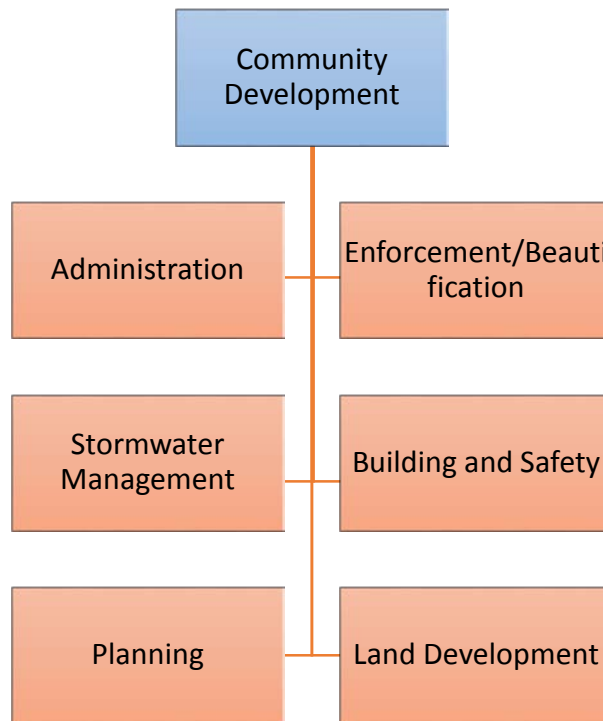 Community
Development
Administration
Enforcement/Beauti
fication
Stormwater
Management
Building and Safety
Planning
Land Development